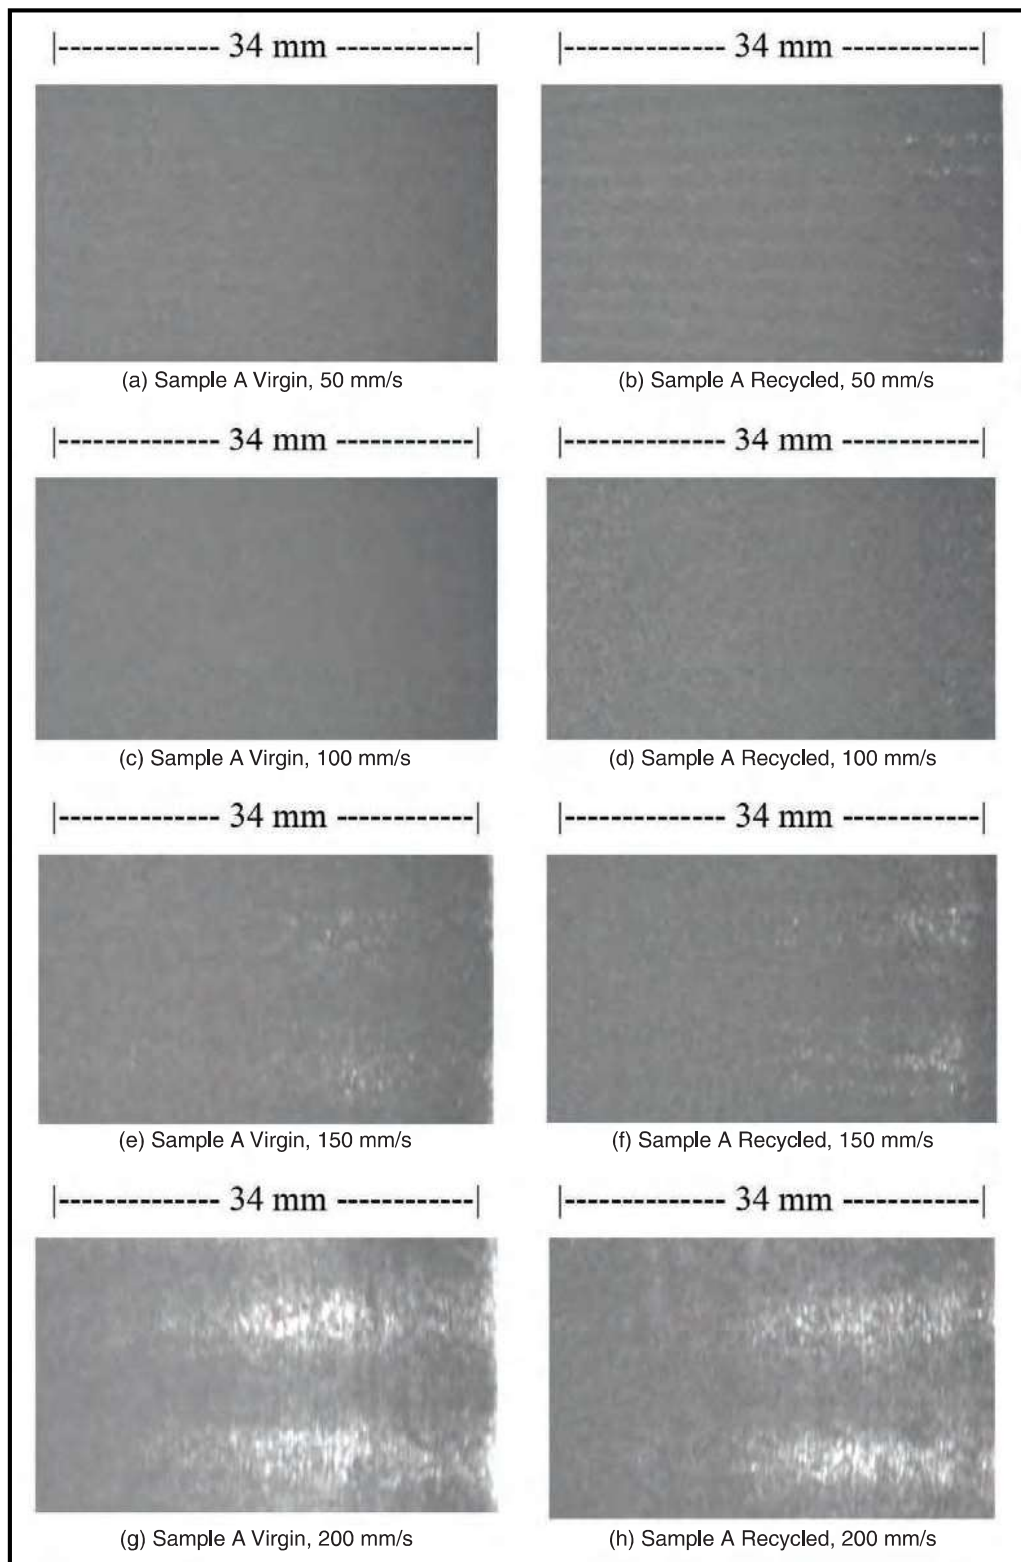 |-------------- 34 mm ------------|
|-------------- 34 mm ------------|
(a) Sample A Virgin, 50 mm/s
(b) Sample A Recycled, 50 mm/s
|-------------- 34 mm ------------|
|-------------- 34 mm ------------|
(c) Sample A Virgin, 100 mm/s
(d) Sample A Recycled, 100 mm/s
|-------------- 34 mm ------------|
|-------------- 34 mm ------------|
(e) Sample A Virgin, 150 mm/s
(f) Sample A Recycled, 150 mm/s
|-------------- 34 mm ------------|
|-------------- 34 mm ------------|
(g) Sample A Virgin, 200 mm/s
(h) Sample A Recycled, 200 mm/s